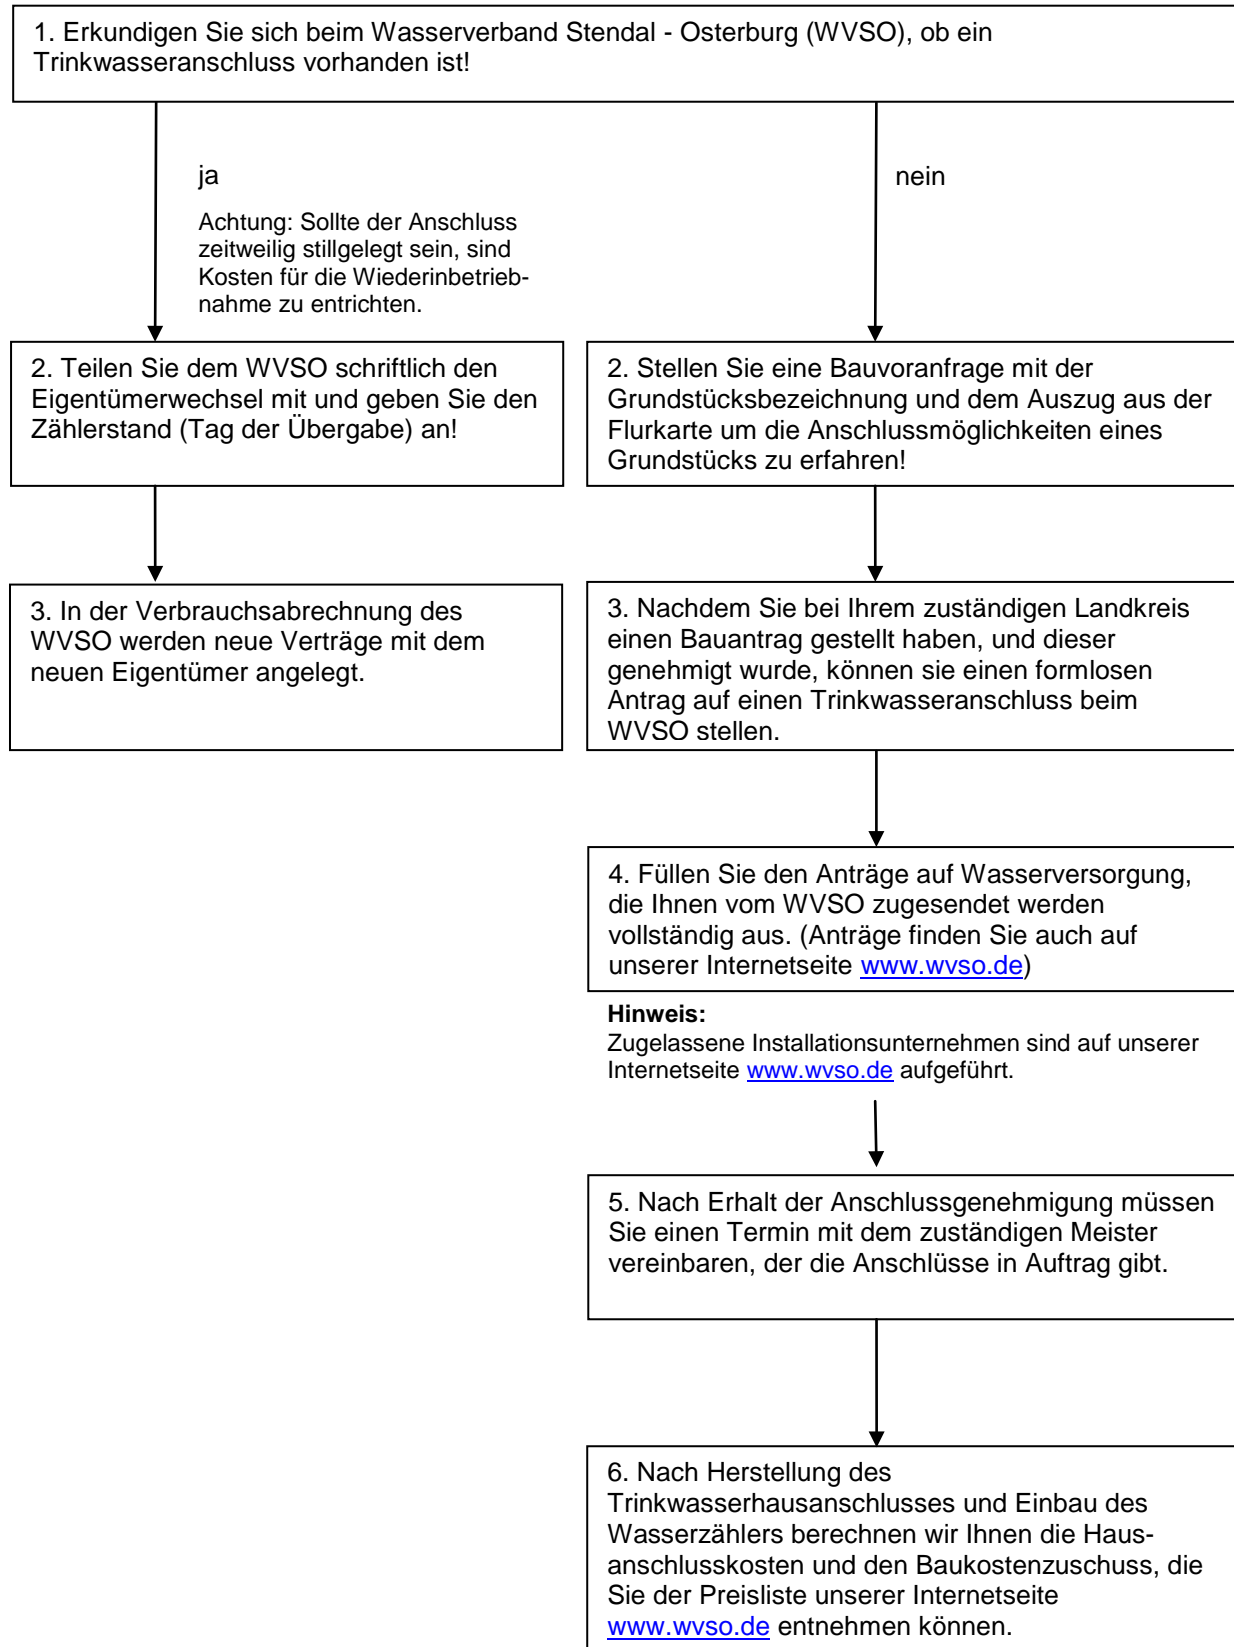 1. Erkundigen Sie sich beim Wasserverband Stendal - Osterburg (WVSO), ob ein
Trinkwasseranschluss vorhanden ist!
ja
Achtung: Sollte der Anschluss
zeitweilig stillgelegt sein, sind
Kosten für die Wiederinbetrieb-
nahme zu entrichten.
nein
2. Teilen Sie dem WVSO schriftlich den
Eigentümerwechsel mit und geben Sie den
Zählerstand (Tag der Übergabe) an!
3. In der Verbrauchsabrechnung des
WVSO werden neue Verträge mit dem
neuen Eigentümer angelegt.
2. Stellen Sie eine Bauvoranfrage mit der
Grundstücksbezeichnung und dem Auszug aus der
Flurkarte um die Anschlussmöglichkeiten eines
Grundstücks zu erfahren!
3. Nachdem Sie bei Ihrem zuständigen Landkreis
einen Bauantrag gestellt haben, und dieser
genehmigt wurde, können sie einen formlosen
Antrag auf einen Trinkwasseranschluss beim
WVSO stellen.
4. Füllen Sie den Anträge auf Wasserversorgung,
die Ihnen vom WVSO zugesendet werden
vollständig aus. (Anträge finden Sie auch auf
unserer Internetseite www.wvso.de)
Hinweis:
Zugelassene Installationsunternehmen sind auf unserer
Internetseite www.wvso.de aufgeführt.
5. Nach Erhalt der Anschlussgenehmigung müssen
Sie einen Termin mit dem zuständigen Meister
vereinbaren, der die Anschlüsse in Auftrag gibt.
6. Nach Herstellung des
Trinkwasserhausanschlusses und Einbau des
Wasserzählers berechnen wir Ihnen die Haus-
anschlusskosten und den Baukostenzuschuss, die
Sie der Preisliste unserer Internetseite
www.wvso.de entnehmen können.